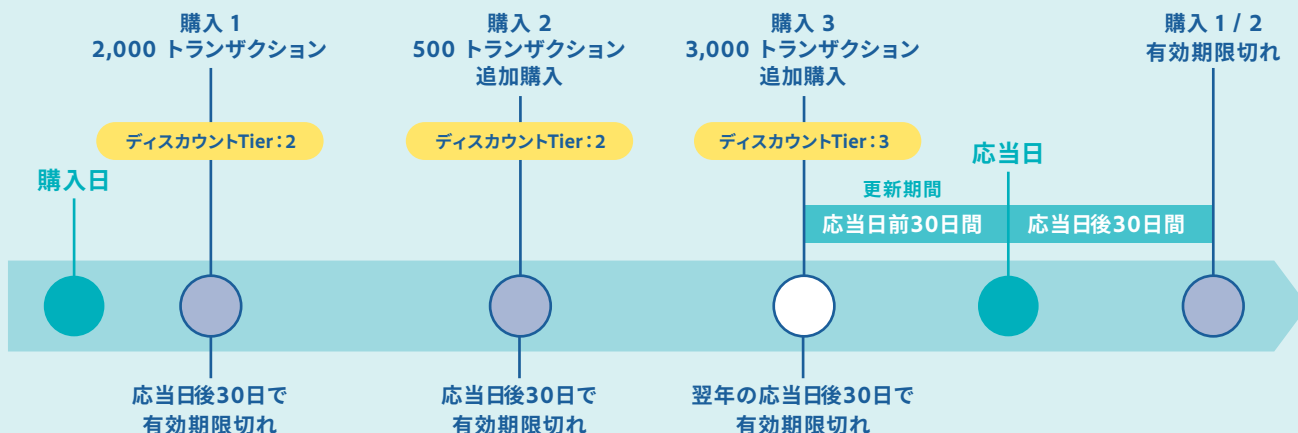 購入 1
2,000 トランザクション
購入 2
500 トランザクション
追加購入
購入 3
3,000 トランザクション
追加購入
購入 1 / 2
有効期限切れ
ディスカウントTier：2
ディスカウントTier：2
ディスカウントTier：3
購入日
応当日
更新期間
応当日前30日間
応当日後30日間
応当日後30日で
有効期限切れ
応当日後30日で
有効期限切れ
翌年の応当日後30日で
有効期限切れ